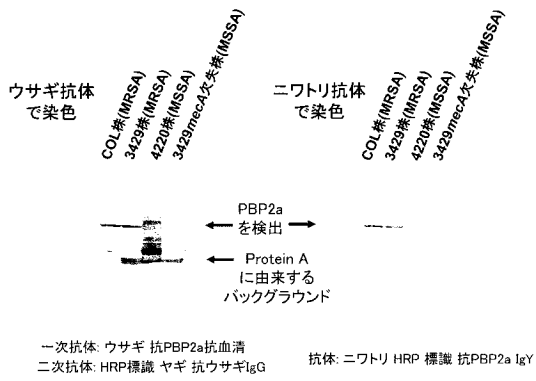 ウサギ抗体
で染色
COL株(MRSA)
3429株(MRSA)
4220株(MSSA)
3429mecA欠失株(MSSA)
ニワトリ抗体
で染色
COL株(MRSA)
3429株(MRSA)
4220株(MSSA)
3429mecA欠失株(MSSA)
PBP2a
を検出
Protein A
に由来する
バックグラウンド
一次抗体: ウサギ 抗PBP2a抗血清
二次抗体: HRP標識 ヤギ 抗ウサギIgG
抗体: ニワトリ HRP 標識 抗PBP2a IgY